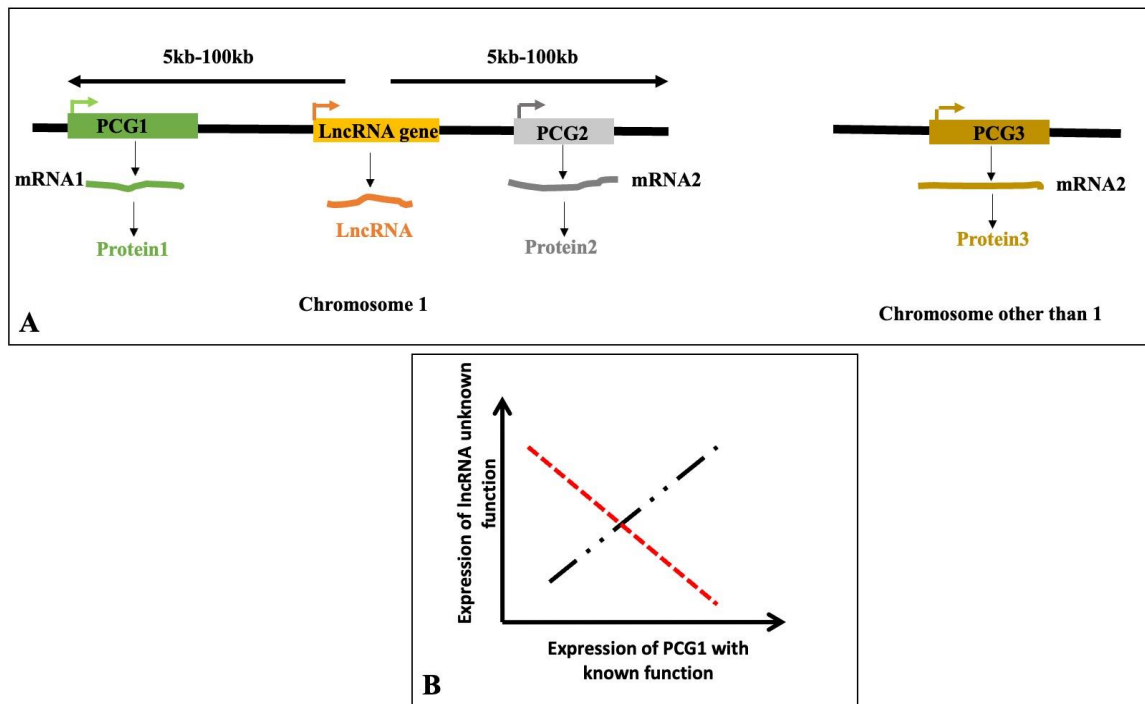 5kb-100kb
5kb-100kb
PCG1
LncRNA gene
PCG2
PCG3
mRNA1
mRNA2
mRNA2
LncRNA
Protein1
Protein2
Protein3
Chromosome 1
Chromosome other than 1
A
Expression of lncRNA unknown
function
Expression of PCG1 with
known function
B